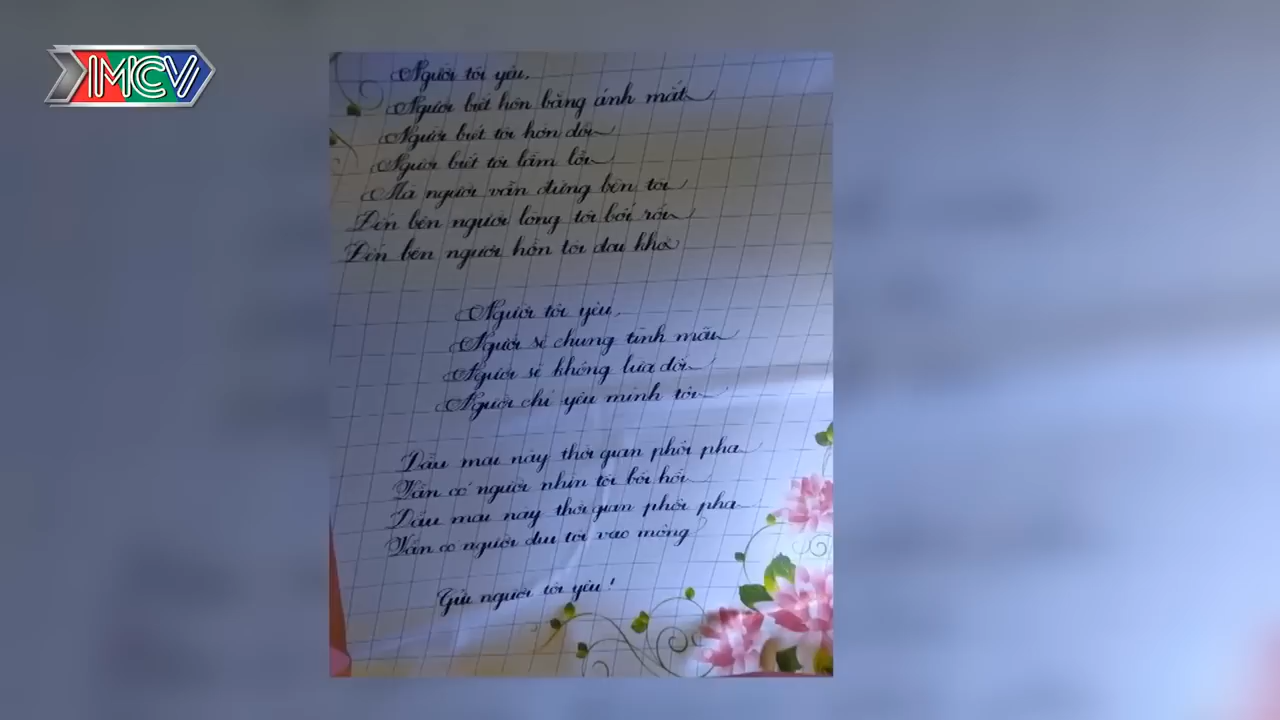 MCV
Người tôi yêu,
Người biết hôn bằng ánh mắt
Người biết tôi hờn dỗi
Người biết tôi lầm lỗi
Mà người vẫn đứng bên tôi
Đến bên người lòng tôi bối rối
Đến bên người hồn tôi dại khờ
Người tôi yêu,
Người sẽ chung tình mãi
Người sẽ không lừa dối
Người chỉ yêu mình tôi
Dẫu mai này thời gian phôi pha
Vẫn có người nhìn tôi bồi hồi
Dẫu mai này thời gian phôi pha
Vẫn có người đưa tôi vào mộng
Gửi người tôi yêu!